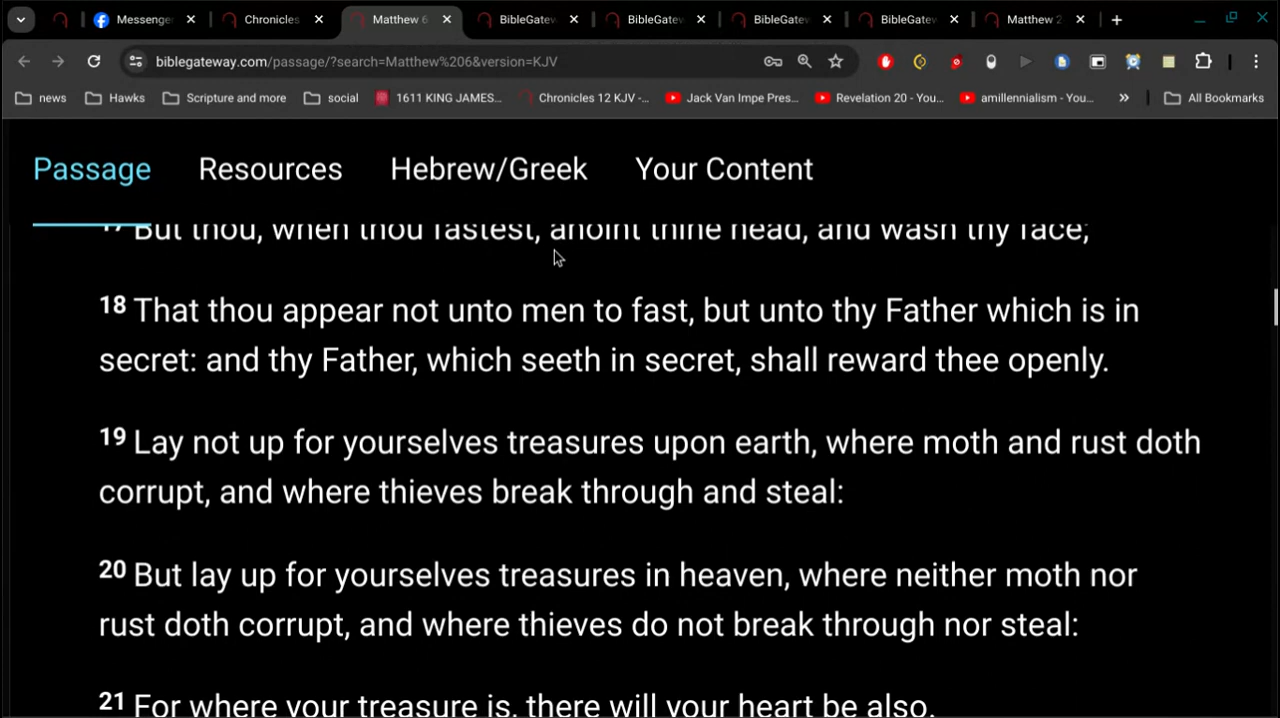 Messenge
Chronicles
Matthew 6
BibleGatew
BibleGatew
BibleGatew
BibleGatew
Matthew 2
biblegateway.com/passage/?search=Matthew%206&version=KJV
news
Hawks
Scripture and more
social
1611 KING JAMES...
Chronicles 12 KJV -...
Jack Van Impe Pres...
Revelation 20 - You...
amillennialism - You...
All Bookmarks
Passage
Resources
Hebrew/Greek
Your Content
17 But thou, when thou fastest, anoint thine head, and wash thy face;
18 That thou appear not unto men to fast, but unto thy Father which is in
secret: and thy Father, which seeth in secret, shall reward thee openly.
19 Lay not up for yourselves treasures upon earth, where moth and rust doth
corrupt, and where thieves break through and steal:
20 But lay up for yourselves treasures in heaven, where neither moth nor
rust doth corrupt, and where thieves do not break through nor steal:
21 For where your treasure is, there will your heart be also.